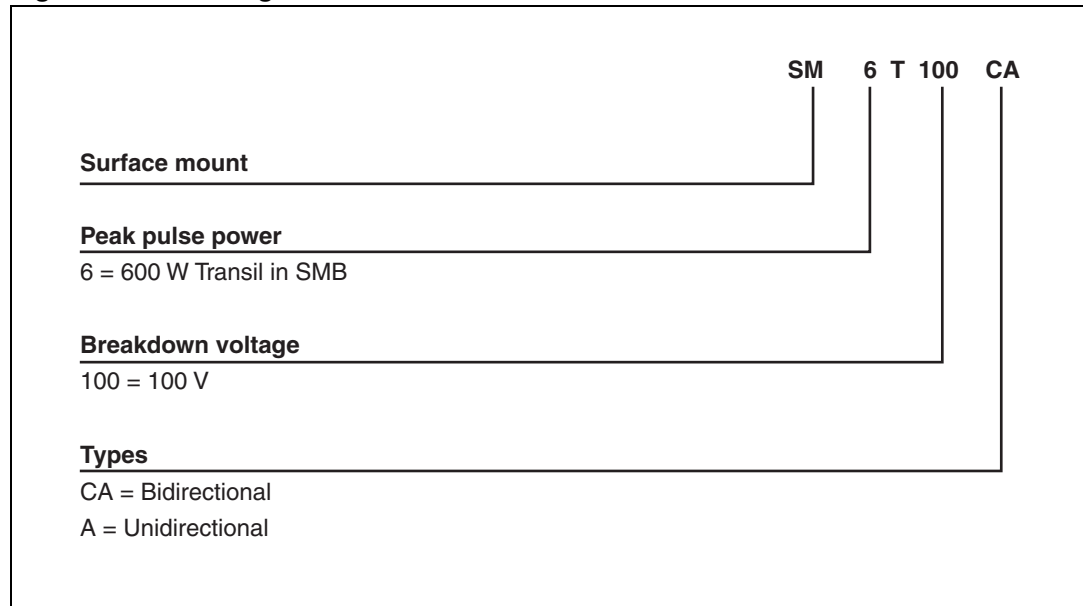 SM 6 T 100 CA
Surface mount
Peak pulse power
6 = 600 W Transil in SMB
Breakdown voltage
100 = 100 V
Types
CA = Bidirectional
A = Unidirectional